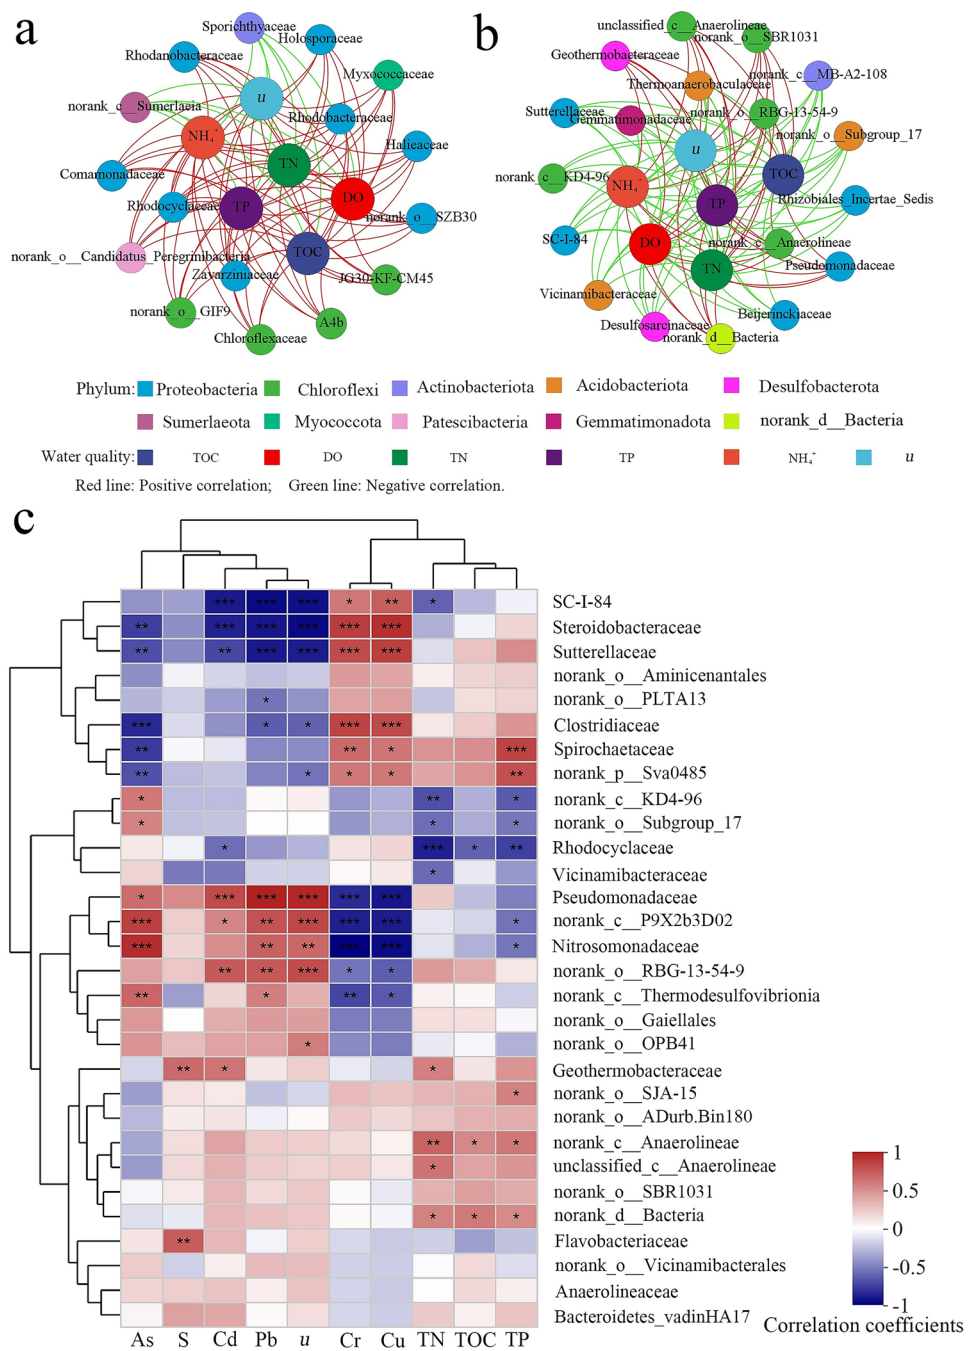 a
Sporichthyaceae
Holosporaceae
Rhodanobacteraceae
Myxococcaceae
norank_c__Sumerlaeia
u
Rhodobacteraceae
NH₄⁺
Halieaceae
TN
Comamonadaceae
Rhodocyclaceae
TP
DO
norank_o__SZB30
norank_o__Candidatus_Peregrinibacteria
TOC
Zavarziniaceae
JG30-KF-CM45
norank_o__GIF9
A4b
Chloroflexaceae
b
unclassified_c__Anaerolineae
norank_o__SBR1031
Geothermobacteraceae
norank_c__MB-A2-108
Thermoanaerobaculaceae
Sutterellaceae
Gemmatimonadaceae
norank_o__RBG-13-54-9
norank_o__Subgroup_17
u
norank_c__KD4-96
NH₄⁺
TOC
TP
Rhizobiales_Incertae_Sedis
SC-I-84
DO
norank_c__Anaerolineae
TN
Pseudomonadaceae
Vicinamibacteraceae
Beijerinckiaceae
Desulfosarcinaceae
norank_d__Bacteria
Phylum: Proteobacteria Chloroflexi Actinobacteriota Acidobacteriota Desulfobacterota
Sumerlaeota Myococcota Patescibacteria Gemmatimonadota norank_d__Bacteria
Water quality: TOC DO TN TP NH₄⁺ u
Red line: Positive correlation; Green line: Negative correlation.
c
*** *** *** * ** * SC-I-84
** *** *** *** *** *** Steroidobacteraceae
** ** *** *** *** *** Sutterellaceae
norank_o__Aminicenantales
* norank_o__PLTA13
*** * * *** *** Clostridiaceae
** ** * *** Spirochaetaceae
** * * * ** norank_p__Sva0485
* ** * norank_c__KD4-96
* * * norank_o__Subgroup_17
* *** * ** Rhodocyclaceae
* Vicinamibacteraceae
* *** *** *** *** *** Pseudomonadaceae
*** * ** *** *** *** * norank_c__P9X2b3D02
*** ** ** *** *** * Nitrosomonadaceae
** ** *** * * norank_o__RBG-13-54-9
** * ** * norank_c__Thermodesulfovibrionia
norank_o__Gaiellales
* norank_o__OPB41
** * * Geothermobacteraceae
* norank_o__SJA-15
norank_o__ADurb.Bin180
** * * norank_c__Anaerolineae
* unclassified_c__Anaerolineae
norank_o__SBR1031
* * * norank_d__Bacteria
** Flavobacteriaceae
norank_o__Vicinamibacterales
Anaerolineaceae
Bacteroidetes_vadinHA17
As S Cd Pb u Cr Cu TN TOC TP
1
0.5
0
-0.5
-1
Correlation coefficients